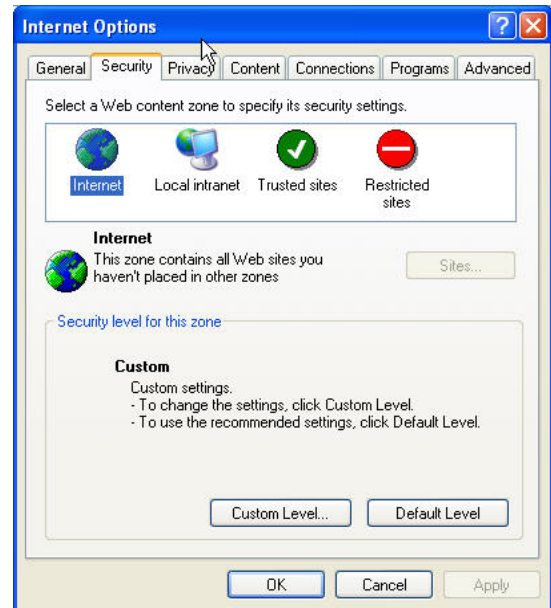 Internet Options
General Security Privacy Content Connections Programs Advanced
Select a Web content zone to specify its security settings.
Internet Local intranet Trusted sites Restricted
sites
Internet
This zone contains all Web sites you
haven't placed in other zones
Sites...
Security level for this zone
Custom
Custom settings.
- To change the settings, click Custom Level.
- To use the recommended settings, click Default Level.
Custom Level... Default Level
OK Cancel Apply